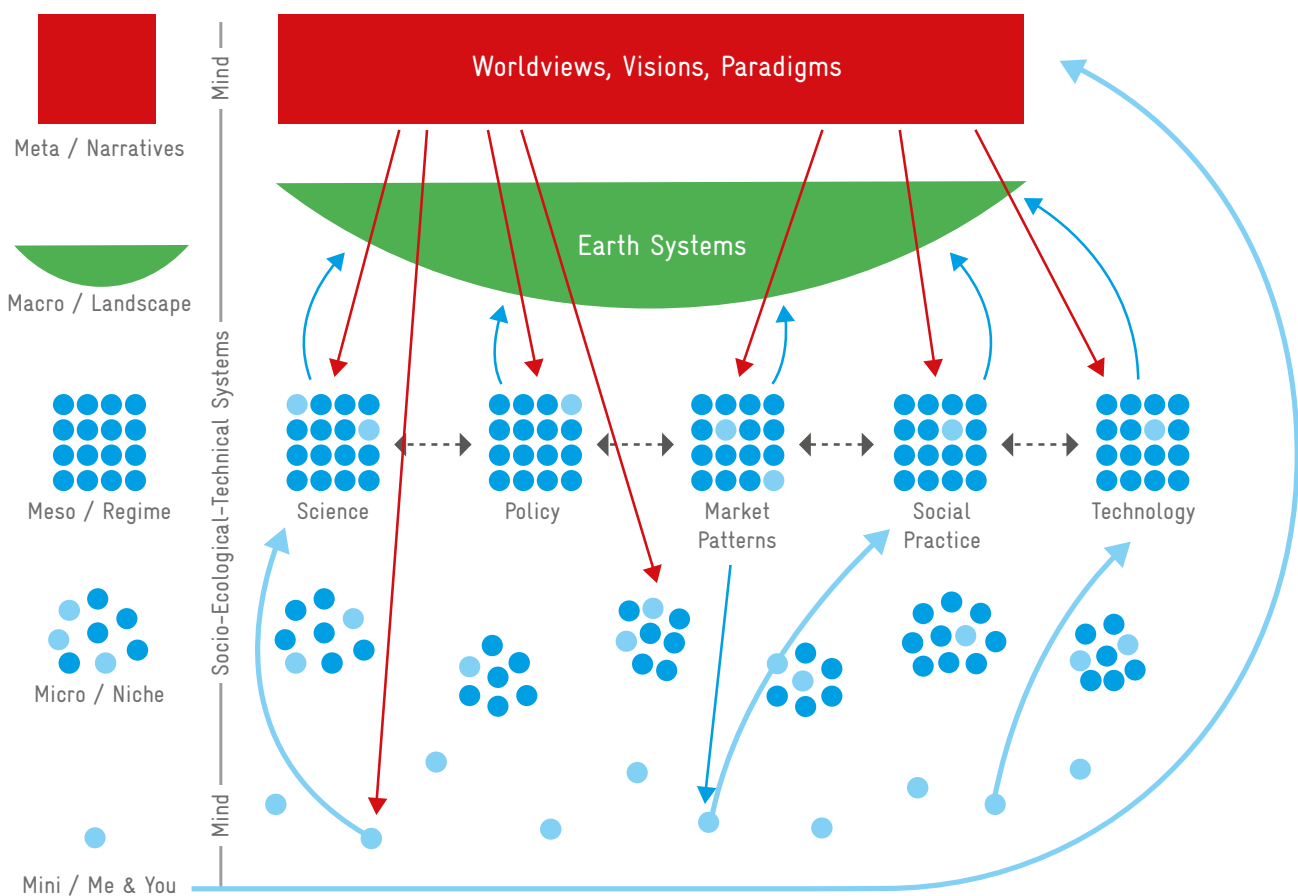 Worldviews, Visions, Paradigms
Mind
Meta / Narratives
Earth Systems
Macro / Landscape
Socio-Ecological-Technical Systems
Meso / Regime
Science
Policy
Market
Patterns
Social
Practice
Technology
Micro / Niche
Mind
Mini / Me & You